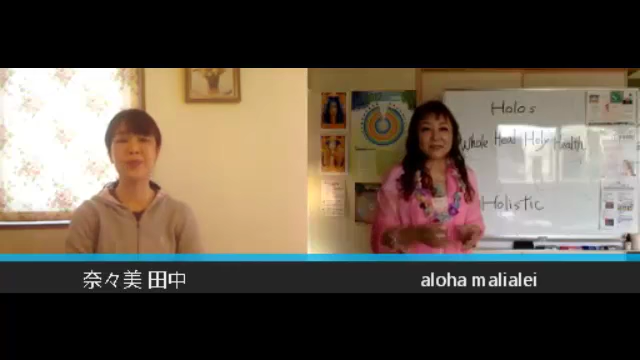 Holos
Whole Heal Holy Health
Holistic
奈々美 田中
aloha malialei